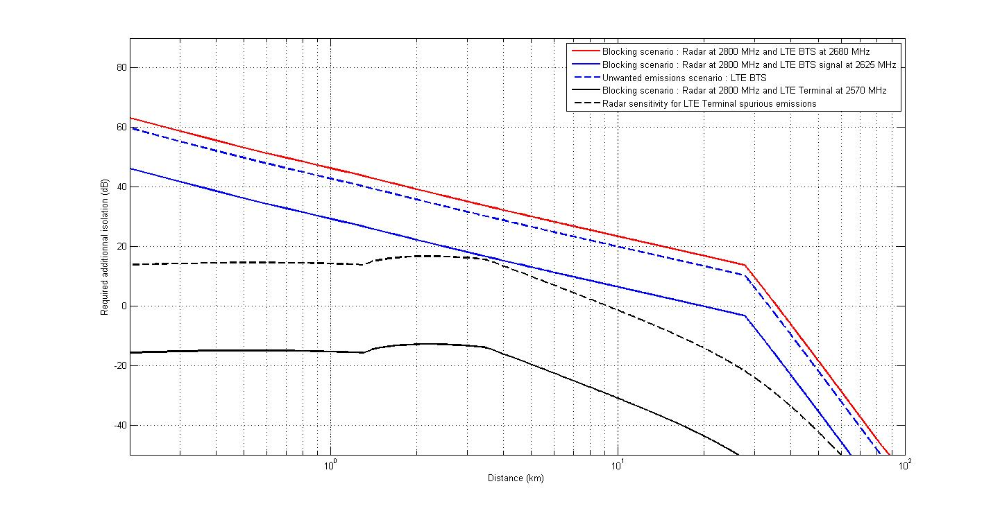 Blocking scenario : Radar at 2800 MHz and LTE BTS at 2680 MHz
Blocking scenario : Radar at 2800 MHz and LTE BTS signal at 2625 MHz
Unwanted emissions scenario : LTE BTS
Blocking scenario : Radar at 2800 MHz and LTE Terminal at 2570 MHz
Radar sensitivity for LTE Terminal spurious emissions
80
60
40
20
0
-20
-40
Required additionnal isolation (dB)
10^0 10^1 10^2
Distance (km)